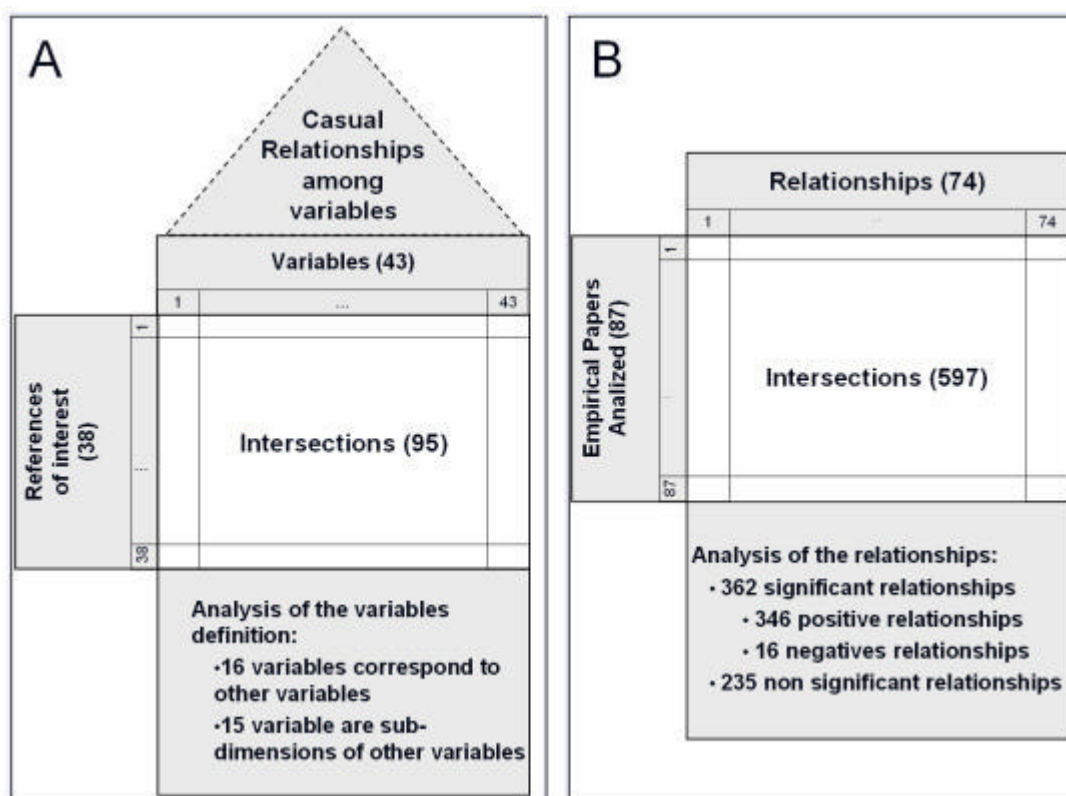 A
Casual
Relationships
among
variables
Variables (43)
1 ... 43
References
of interest
(38)
1
...
38
Intersections (95)
Analysis of the variables
definition:
•16 variables correspond to
other variables
•15 variable are sub-
dimensions of other variables
B
Relationships (74)
1 ... 74
Empirical Papers
Analized (87)
1
...
87
Intersections (597)
Analysis of the relationships:
• 362 significant relationships
• 346 positive relationships
• 16 negatives relationships
• 235 non significant relationships